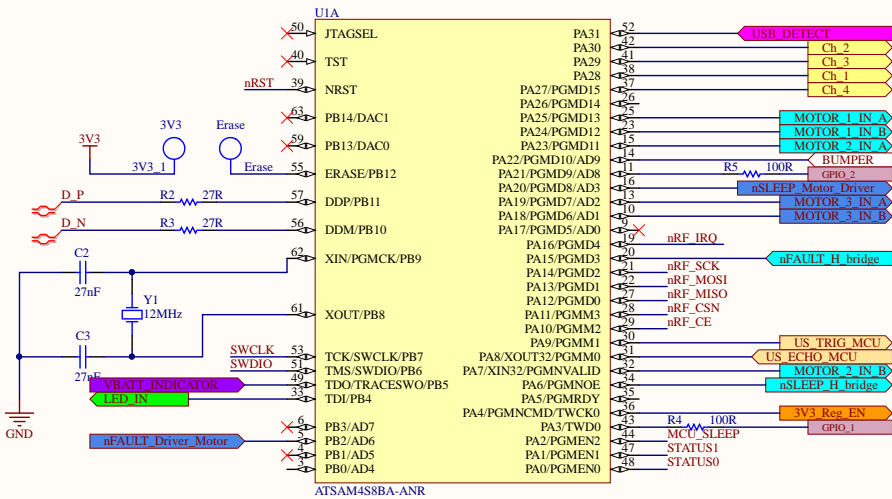 U1A
50 JTAGSEL PA31 52 USB_DETECT
PA30 42 Ch_2
40 TST PA29 41 Ch_3
PA28 38 Ch_1
nRST 39 NRST PA27/PGMD15 37 Ch_4
PA26/PGMD14 26
63 PB14/DAC1 PA25/PGMD13 25 MOTOR_1_IN_A
3V3 Erase PA24/PGMD12 23 MOTOR_1_IN_B
3V3 59 PB13/DAC0 PA23/PGMD11 15 MOTOR_2_IN_A
PA22/PGMD10/AD9 14 BUMPER
3V3_1 Erase 55 ERASE/PB12 PA21/PGMD9/AD8 R5 100R GPIO_2
PA20/PGMD8/AD3 16 nSLEEP_Motor_Driver
D_P R2 27R 57 DDP/PB11 PA19/PGMD7/AD2 MOTOR_3_IN_A
PA18/PGMD6/AD1 10 MOTOR_3_IN_B
D_N R3 27R 56 DDM/PB10 PA17/PGMD5/AD0 9
PA16/PGMD4 19 nRF_IRQ
C2 62 XIN/PGMCK/PB9 PA15/PGMD3 20 nFAULT_H_bridge
PA14/PGMD2 21 nRF_SCK
27nF PA13/PGMD1 22 nRF_MOSI
Y1 PA12/PGMD0 27 nRF_MISO
12MHz 61 XOUT/PB8 PA11/PGMM3 28 nRF_CSN
PA10/PGMM2 29 nRF_CE
C3 PA9/PGMM1 30 US_TRIG_MCU
SWCLK 53 TCK/SWCLK/PB7 PA8/XOUT32/PGMM0 31 US_ECHO_MCU
27nF SWDIO 51 TMS/SWDIO/PB6 PA7/XIN32/PGMNVALID 32 MOTOR_2_IN_B
VBATT_INDICATOR 49 TDO/TRACESWO/PB5 PA6/PGMNOE 34 nSLEEP_H_bridge
LED_IN 33 TDI/PB4 PA5/PGMRDY 35
PA4/PGMNCMD/TWCK0 36 3V3_Reg_EN
GND 6 PB3/AD7 PA3/TWD0 43 R4 100R GPIO_1
nFAULT_Driver_Motor 5 PB2/AD6 PA2/PGMEN2 44 MCU_SLEEP
4 PB1/AD5 PA1/PGMEN1 47 STATUS1
3 PB0/AD4 PA0/PGMEN0 48 STATUS0
ATSAM4S8BA-ANR